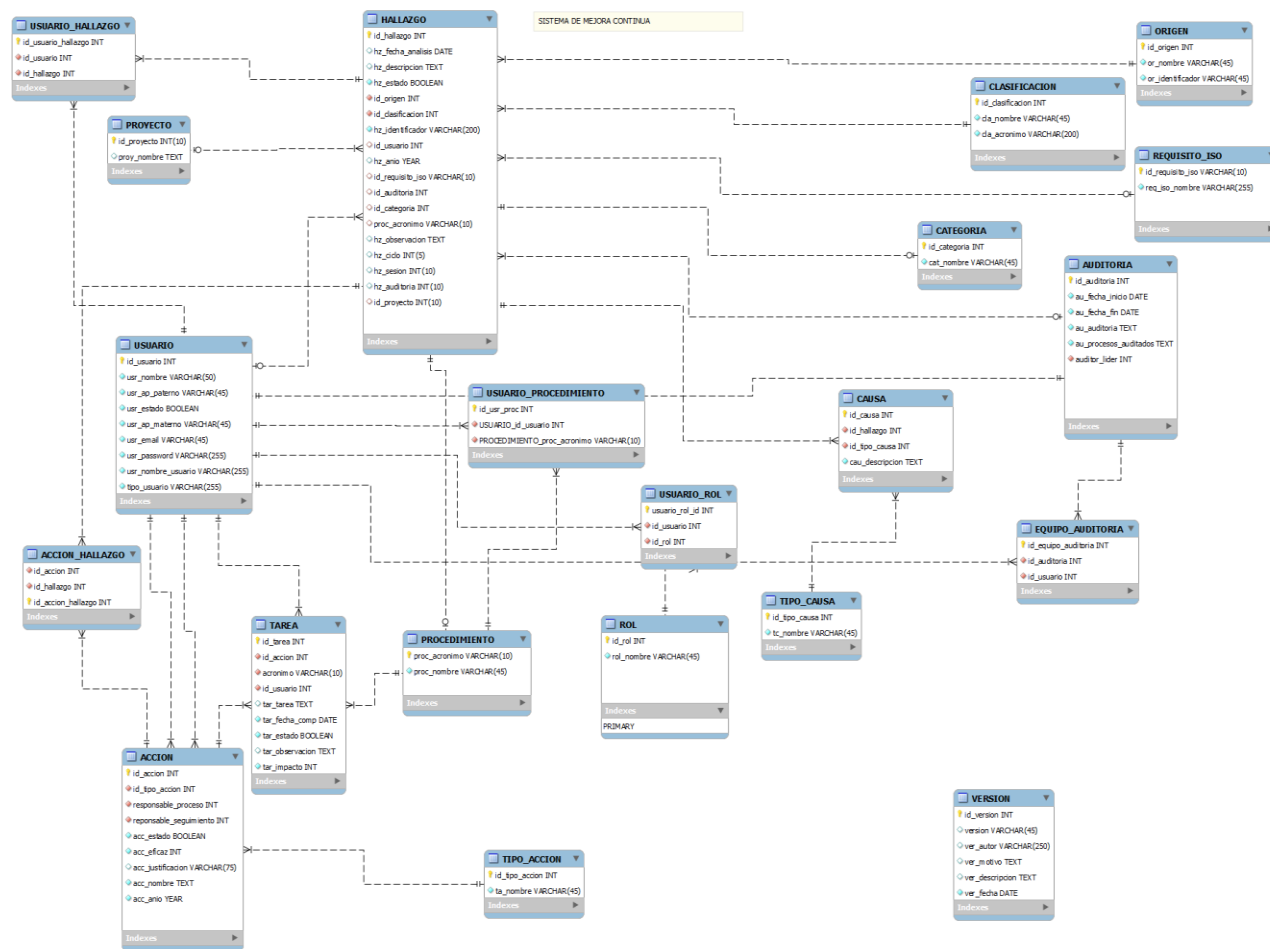 SISTEMA DE MEJORA CONTINUA
USUARIO_HALLAZGO
id_usuario_hallazgo INT
id_usuario INT
id_hallazgo INT
Indexes
PROYECTO
id_proyecto INT(10)
proy_nombre TEXT
Indexes
HALLAZGO
id_hallazgo INT
hz_fecha_analisis DATE
hz_descripcion TEXT
hz_estado BOOLEAN
id_origen INT
id_clasificacion INT
hz_identificador VARCHAR(200)
id_usuario INT
hz_anio YEAR
id_requisito_iso VARCHAR(10)
id_auditoria INT
id_categoria INT
proc_acronimo VARCHAR(10)
hz_observacion TEXT
hz_ciclo INT(5)
hz_sesion INT(10)
hz_auditoria INT(10)
id_proyecto INT(10)
Indexes
ORIGEN
id_origen INT
or_nombre VARCHAR(45)
or_identificador VARCHAR(45)
Indexes
CLASIFICACION
id_clasificacion INT
cla_nombre VARCHAR(45)
cla_acronimo VARCHAR(200)
Indexes
REQUISITO_ISO
id_requisito_iso VARCHAR(10)
req_iso_nombre VARCHAR(255)
Indexes
CATEGORIA
id_categoria INT
cat_nombre VARCHAR(45)
Indexes
AUDITORIA
id_auditoria INT
au_fecha_inicio DATE
au_fecha_fin DATE
au_auditoria TEXT
au_procesos_auditados TEXT
auditor_lider INT
Indexes
USUARIO
id_usuario INT
usr_nombre VARCHAR(50)
usr_ap_paterno VARCHAR(45)
usr_estado BOOLEAN
usr_ap_materno VARCHAR(45)
usr_email VARCHAR(45)
usr_password VARCHAR(255)
usr_nombre_usuario VARCHAR(255)
tipo_usuario VARCHAR(255)
Indexes
USUARIO_PROCEDIMIENTO
id_usr_proc INT
USUARIO_id_usuario INT
PROCEDIMIENTO_proc_acronimo VARCHAR(10)
Indexes
CAUSA
id_causa INT
id_hallazgo INT
id_tipo_causa INT
cau_descripcion TEXT
Indexes
USUARIO_ROL
usuario_rol_id INT
id_usuario INT
id_rol INT
Indexes
EQUIPO_AUDITORIA
id_equipo_auditoria INT
id_auditoria INT
id_usuario INT
Indexes
ACCION_HALLAZGO
id_accion INT
id_hallazgo INT
id_accion_hallazgo INT
Indexes
TAREA
id_tarea INT
id_accion INT
acronimo VARCHAR(10)
id_usuario INT
tar_tarea TEXT
tar_fecha_comp DATE
tar_estado BOOLEAN
tar_observacion TEXT
tar_impacto INT
Indexes
PROCEDIMIENTO
proc_acronimo VARCHAR(10)
proc_nombre VARCHAR(45)
Indexes
ROL
id_rol INT
rol_nombre VARCHAR(45)
Indexes
PRIMARY
TIPO_CAUSA
id_tipo_causa INT
tc_nombre VARCHAR(45)
Indexes
ACCION
id_accion INT
id_tipo_accion INT
responsable_proceso INT
reponsable_seguimiento INT
acc_estado BOOLEAN
acc_eficaz INT
acc_justificacion VARCHAR(75)
acc_nombre TEXT
acc_anio YEAR
Indexes
TIPO_ACCION
id_tipo_accion INT
ta_nombre VARCHAR(45)
Indexes
VERSION
id_version INT
version VARCHAR(45)
ver_autor VARCHAR(250)
ver_motivo TEXT
ver_descripcion TEXT
ver_fecha DATE
Indexes